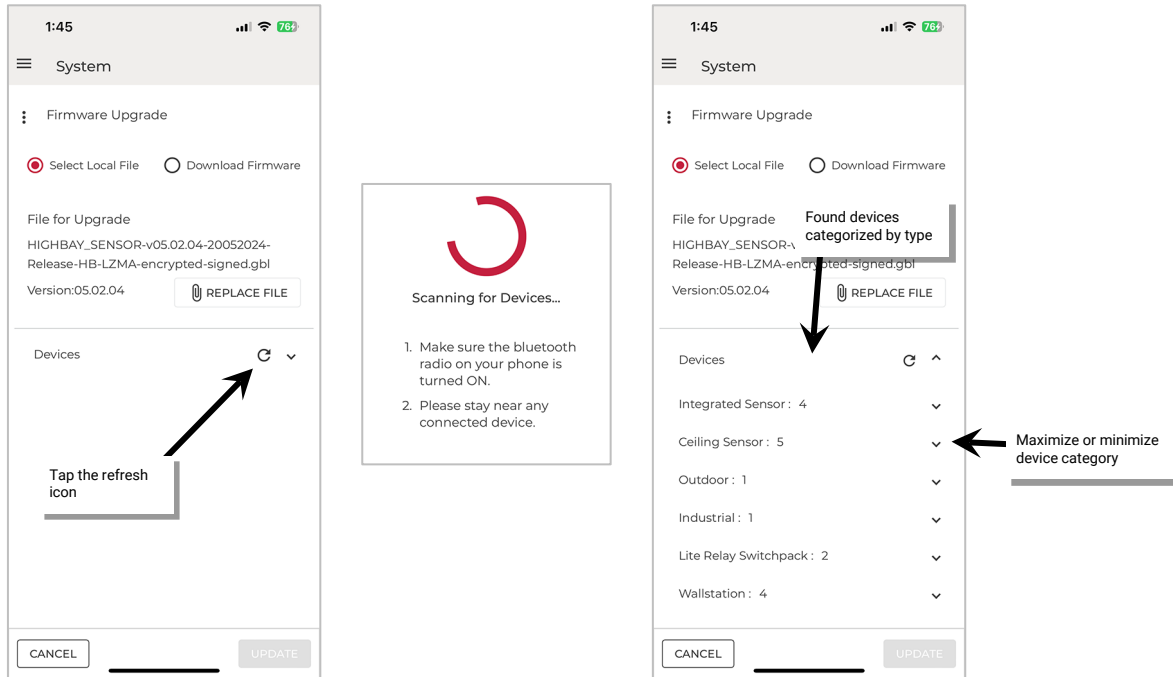 1:45
76
System
Firmware Upgrade
Select Local File
Download Firmware
File for Upgrade
HIGHBAY_SENSOR-v05.02.04-20052024-
Release-HB-LZMA-encrypted-signed.gbl
Version:05.02.04
REPLACE FILE
Devices
Tap the refresh
icon
CANCEL
UPDATE
Scanning for Devices...
1. Make sure the bluetooth
radio on your phone is
turned ON.
2. Please stay near any
connected device.
1:45
76
System
Firmware Upgrade
Select Local File
Download Firmware
File for Upgrade
Found devices
categorized by type
HIGHBAY_SENSOR-v
Release-HB-LZMA-encrypted-signed.gbl
Version:05.02.04
REPLACE FILE
Devices
Integrated Sensor : 4
Ceiling Sensor : 5
Maximize or minimize
device category
Outdoor : 1
Industrial : 1
Lite Relay Switchpack : 2
Wallstation : 4
CANCEL
UPDATE